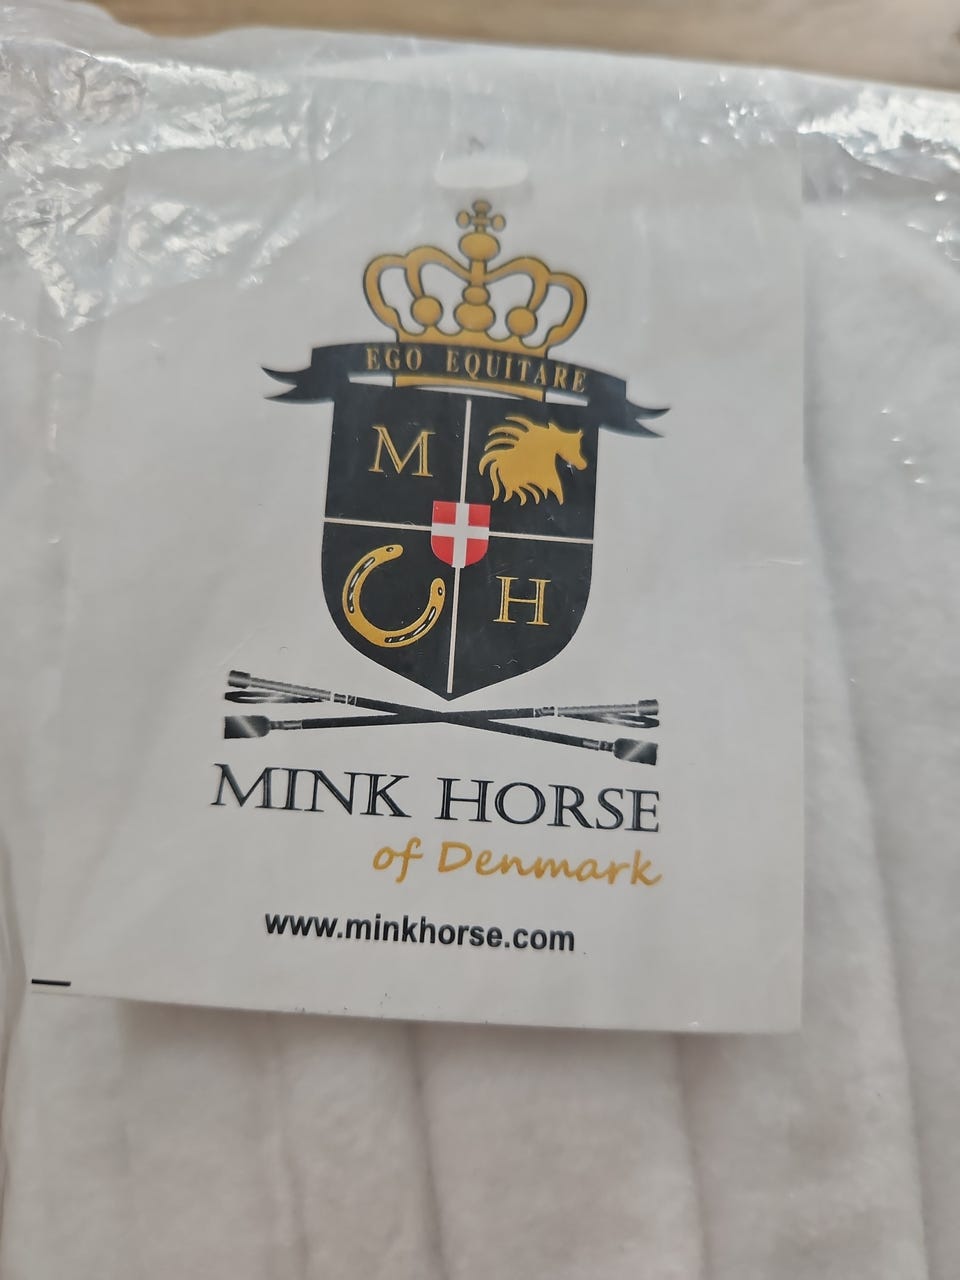 EGO EQUITARE
M
H
MINK HORSE
of Denmark
www.minkhorse.com